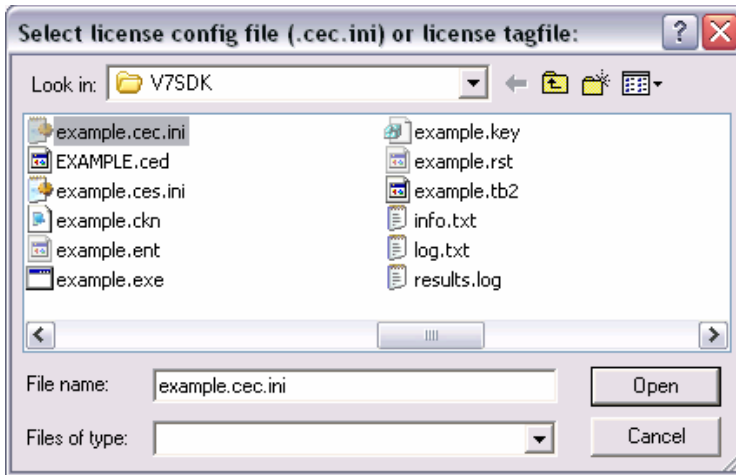 Select license config file (.cec.ini) or license tagfile:
Look in: V7SDK
example.cec.ini
EXAMPLE.ced
example.ces.ini
example.ckn
example.ent
example.exe
example.key
example.rst
example.tb2
info.txt
log.txt
results.log
File name: example.cec.ini Open
Files of type: Cancel